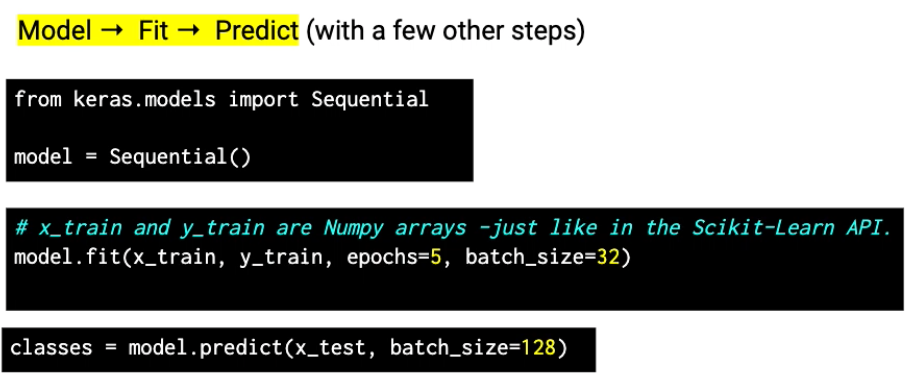 Model → Fit → Predict (with a few other steps)
from keras.models import Sequential
model = Sequential()
# x_train and y_train are Numpy arrays -just like in the Scikit-Learn API.
model.fit(x_train, y_train, epochs=5, batch_size=32)
classes = model.predict(x_test, batch_size=128)